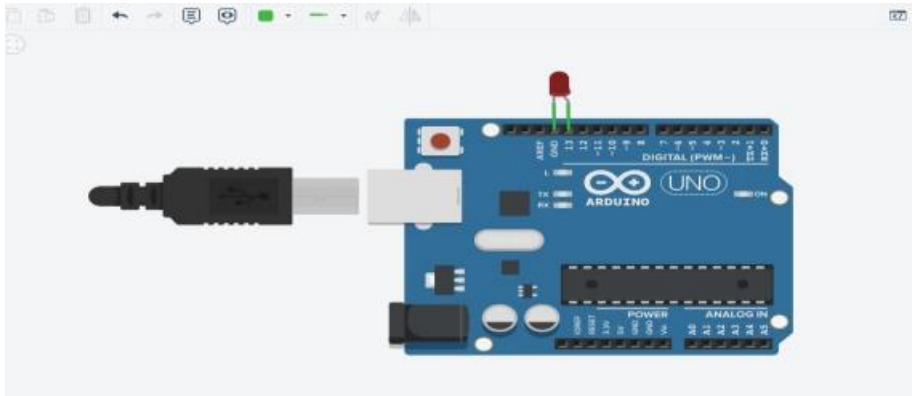 AREF
GND
13
12
~11
~10
~9
8
7
~6
~5
4
~3
2
TX→1
RX←0
DIGITAL (PWM~)
L
TX
RX
ARDUINO
UNO
ON
POWER
ANALOG IN
IOREF
RESET
3.3V
5V
GND
GND
Vin
A0
A1
A2
A3
A4
A5